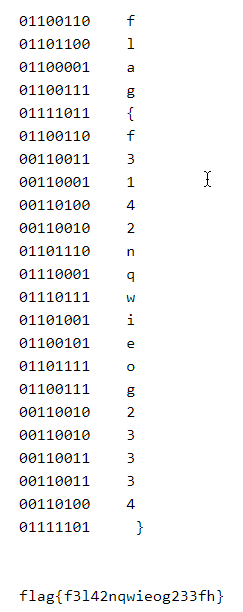 01100110 f
01101100 l
01100001 a
01100111 g
01111011 {
01100110 f
00110011 3
00110001 1
00110100 4
00110010 2
01101110 n
01110001 q
01110111 w
01101001 i
01100101 e
01101111 o
01100111 g
00110010 2
00110010 3
00110011 3
00110011 3
00110100 4
01111101 }
flag{f3l42nqwieog233fh}